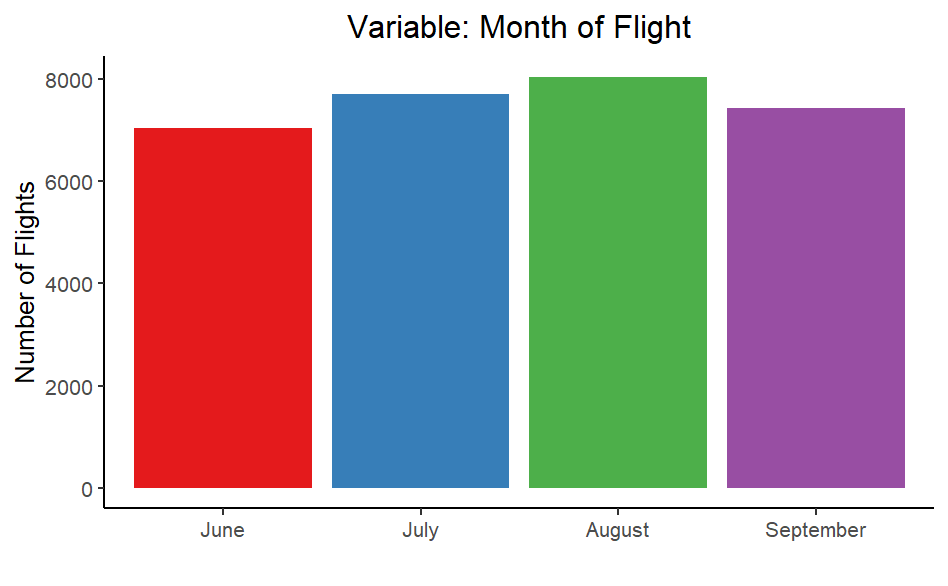 Variable: Month of Flight
Number of Flights
8000
6000
4000
2000
0
June July August September